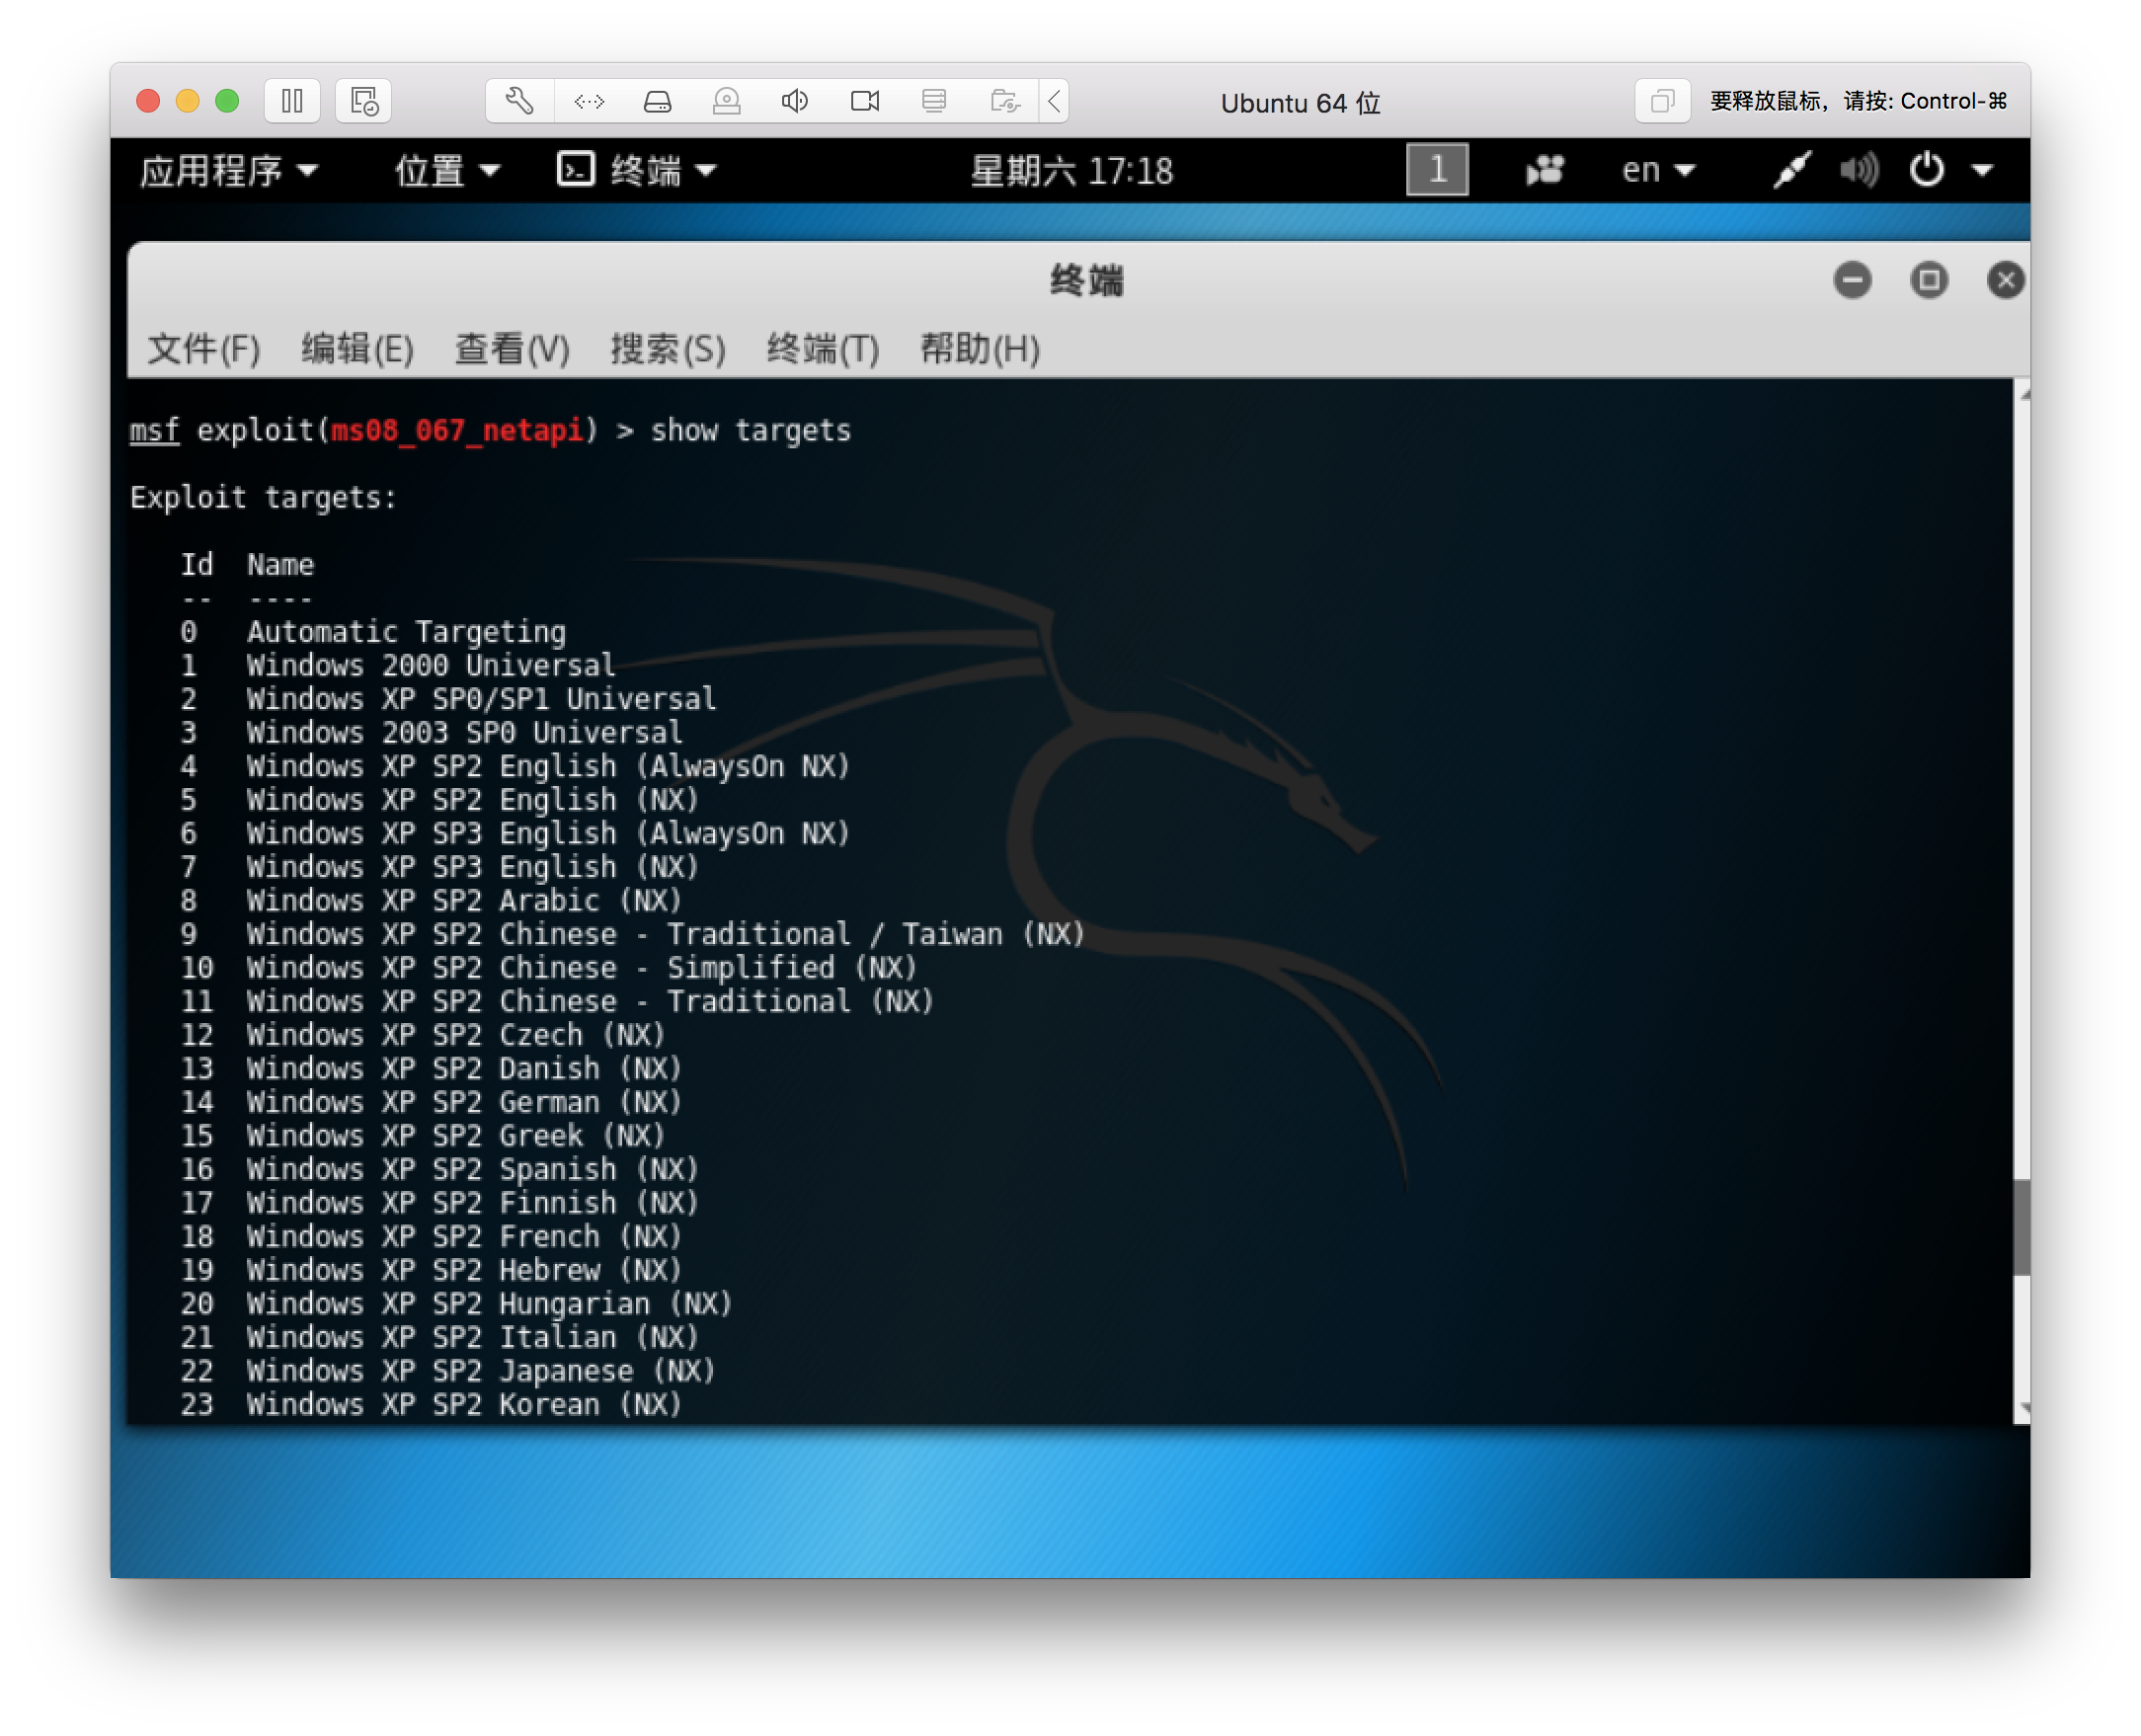 Ubuntu 64 位
要释放鼠标，请按: Control-⌘
应用程序 位置 终端 星期六 17:18 1 en
终端
文件(F) 编辑(E) 查看(V) 搜索(S) 终端(T) 帮助(H)
msf exploit(ms08_067_netapi) > show targets
Exploit targets:
Id  Name
--  ----
0   Automatic Targeting
1   Windows 2000 Universal
2   Windows XP SP0/SP1 Universal
3   Windows 2003 SP0 Universal
4   Windows XP SP2 English (AlwaysOn NX)
5   Windows XP SP2 English (NX)
6   Windows XP SP3 English (AlwaysOn NX)
7   Windows XP SP3 English (NX)
8   Windows XP SP2 Arabic (NX)
9   Windows XP SP2 Chinese - Traditional / Taiwan (NX)
10  Windows XP SP2 Chinese - Simplified (NX)
11  Windows XP SP2 Chinese - Traditional (NX)
12  Windows XP SP2 Czech (NX)
13  Windows XP SP2 Danish (NX)
14  Windows XP SP2 German (NX)
15  Windows XP SP2 Greek (NX)
16  Windows XP SP2 Spanish (NX)
17  Windows XP SP2 Finnish (NX)
18  Windows XP SP2 French (NX)
19  Windows XP SP2 Hebrew (NX)
20  Windows XP SP2 Hungarian (NX)
21  Windows XP SP2 Italian (NX)
22  Windows XP SP2 Japanese (NX)
23  Windows XP SP2 Korean (NX)